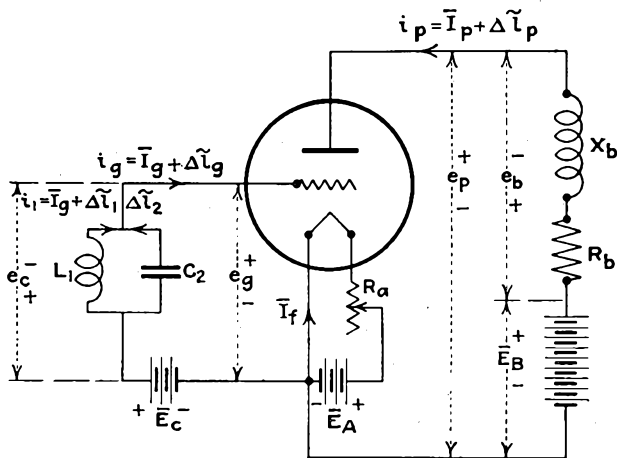 i_p = Ī_p + Δĩ_p
i_g = Ī_g + Δĩ_g
i_1 = Ī_g + Δĩ_1 Δĩ_2
e_c - +
L_1
C_2
e_g + -
Ī_f
R_a
e_p + -
e_b - +
X_b
R_b
Ē_B + -
+ Ē_c -
- Ē_A +